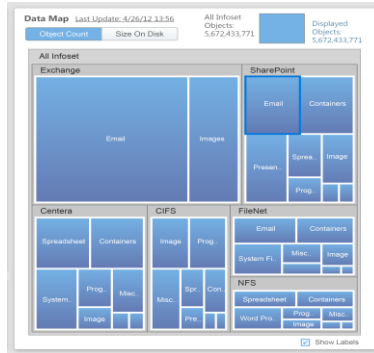 Data Map Last Update: 4/26/12 13:56
Object Count Size On Disk
All Infoset
Objects:
5,672,433,771
Displayed
Objects:
5,672,433,771
All Infoset
Exchange
Email
Images
SharePoint
Email
Containers
Presen..
Sprea..
Image
Prog..
Centera
Spreadsheet
Containers
System..
Prog..
Misc..
Image
CIFS
Image
Prog..
Misc..
Spr..
Con..
Pre..
FileNet
Email
Containers
System Fi..
Misc..
Image
NFS
Spreadsheet
Containers
Word Pro..
Prog..
Misc..
Image
Show Labels